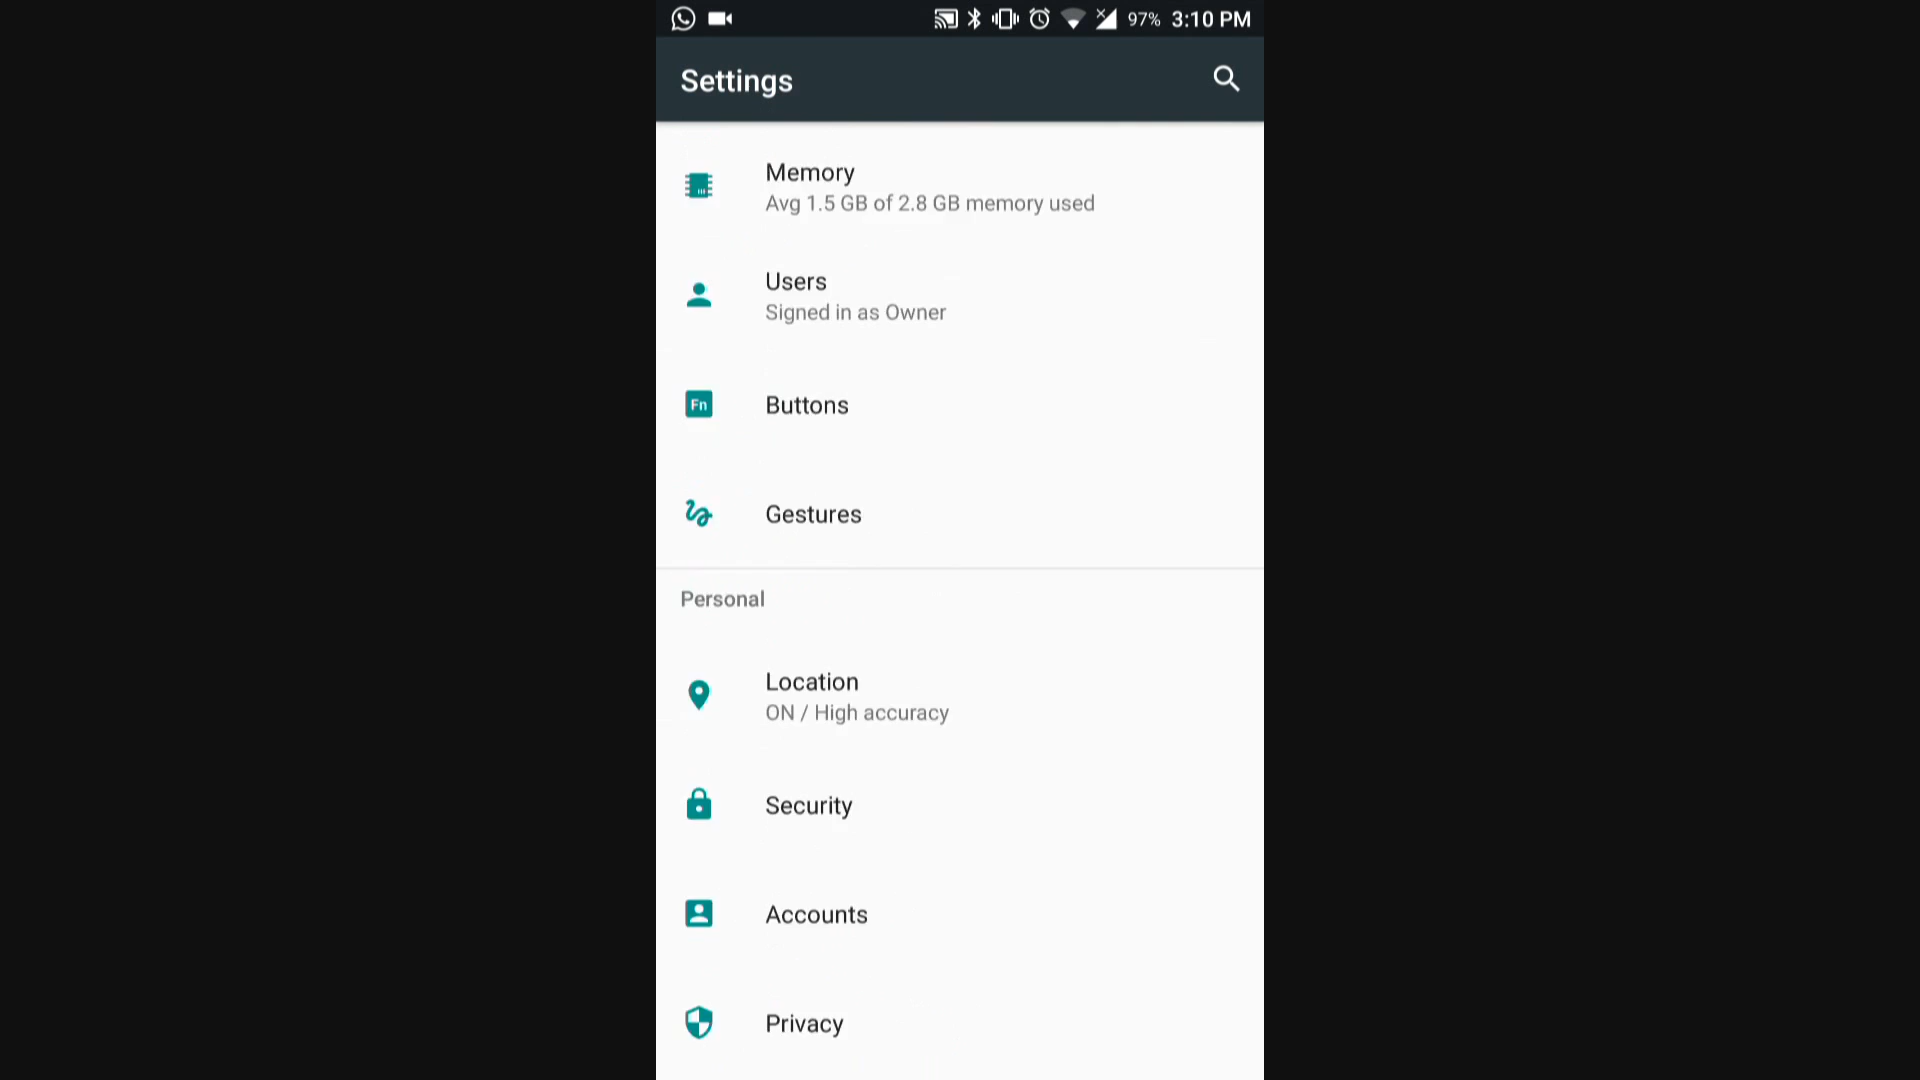 97% 3:10 PM
Settings
Memory
Avg 1.5 GB of 2.8 GB memory used
Users
Signed in as Owner
Fn
Buttons
Gestures
Personal
Location
ON / High accuracy
Security
Accounts
Privacy